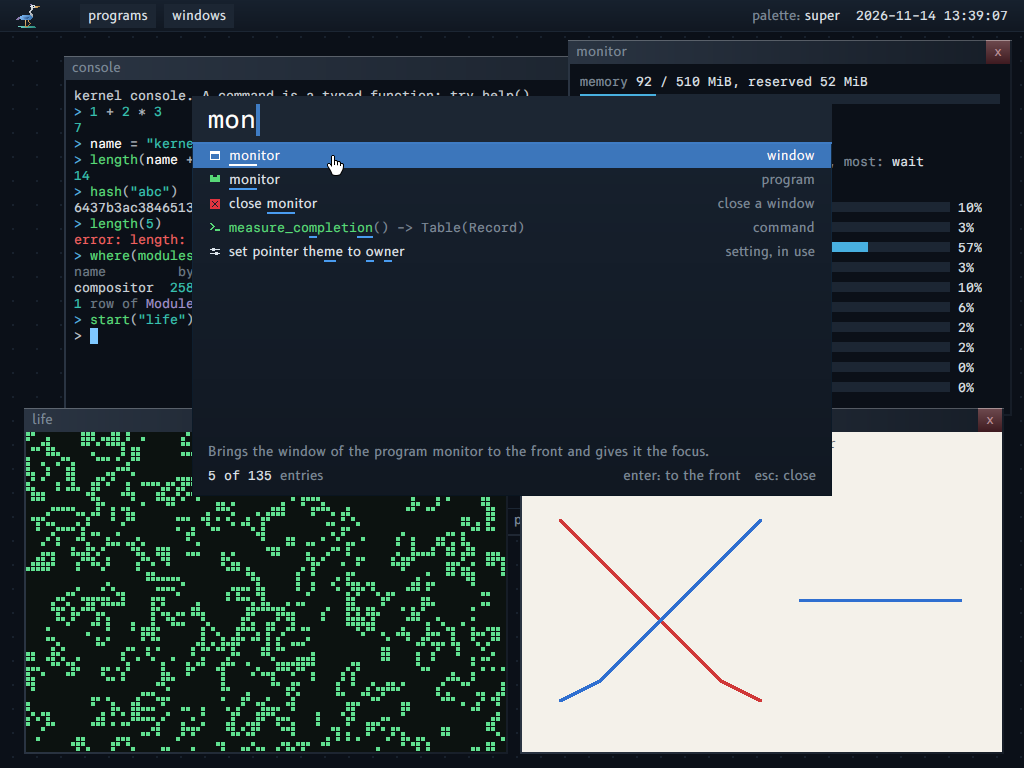 programs windows palette: super 2026-11-14 13:39:07
monitor x
console
memory 92 / 510 MiB, reserved 52 MiB
kernel console. A command is a typed function: try help()
> 1 + 2 * 3
7
> name = "kerne
> length(name +
14
> hash("abc")
6437b3ac3846513
> length(5)
error: length:
> where(modules
name by
compositor 258
1 row of Module
> start("life")
>
mon
monitor window
monitor program
close monitor close a window
measure_completion() -> Table(Record) command
set pointer theme to owner setting, in use
Brings the window of the program monitor to the front and gives it the focus.
5 of 135 entries enter: to the front esc: close
, most: wait
10%
3%
57%
3%
10%
6%
2%
2%
0%
0%
life
x